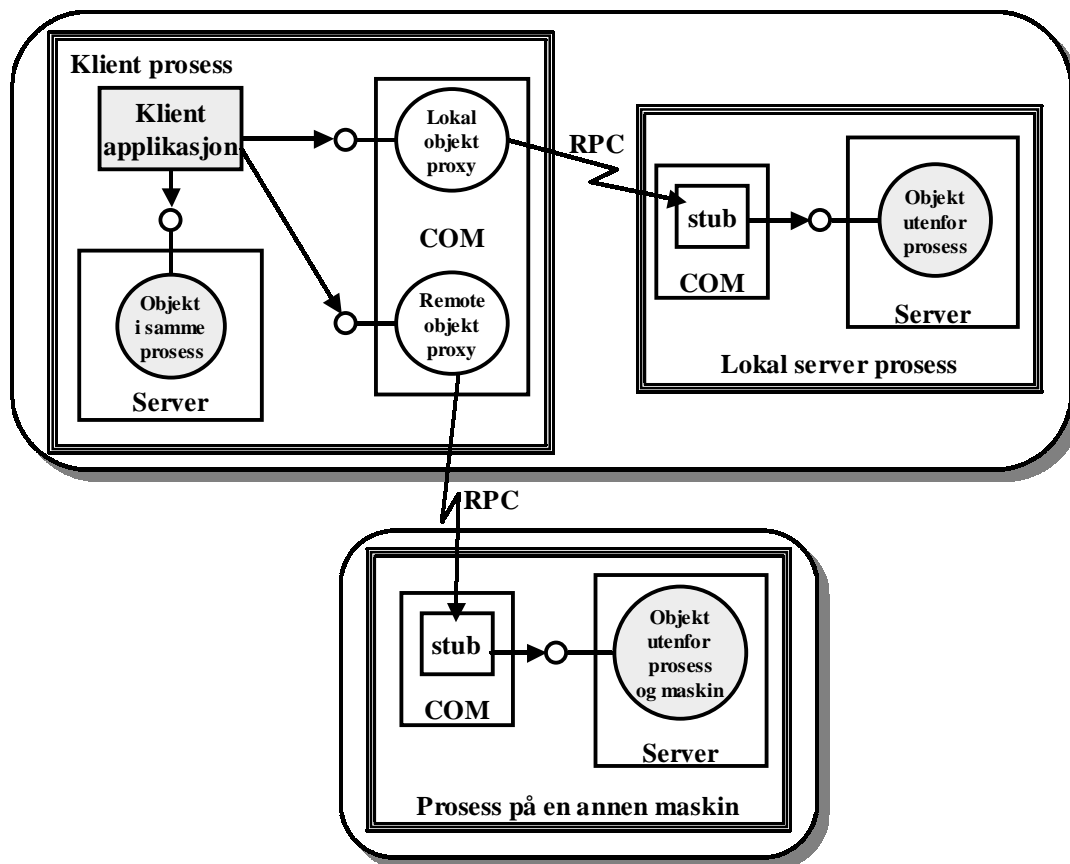 Klient prosess
Klient
applikasjon
Lokal
objekt
proxy
COM
Remote
objekt
proxy
Objekt
i samme
prosess
Server
RPC
stub
COM
Objekt
utenfor
prosess
Server
Lokal server prosess
RPC
stub
COM
Objekt
utenfor
prosess
og maskin
Server
Prosess på en annen maskin